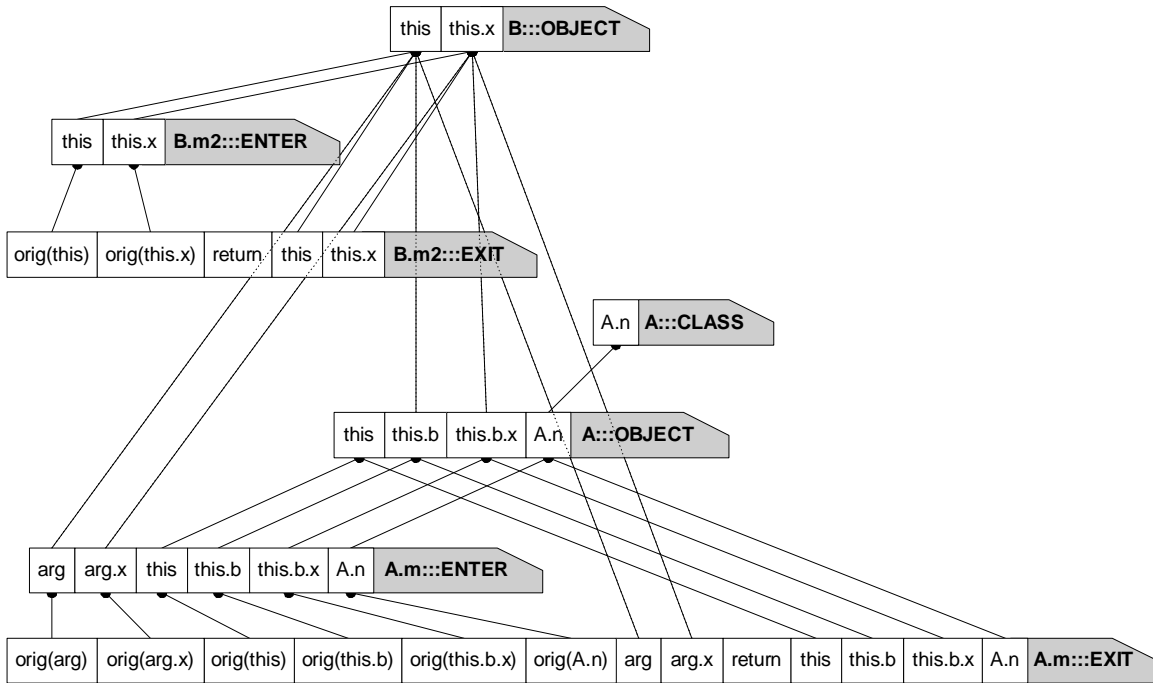 this this.x B:::OBJECT
this this.x B.m2:::ENTER
orig(this) orig(this.x) return this this.x B.m2:::EXIT
A.n A:::CLASS
this this.b this.b.x A.n A:::OBJECT
arg arg.x this this.b this.b.x A.n A.m:::ENTER
orig(arg) orig(arg.x) orig(this) orig(this.b) orig(this.b.x) orig(A.n) arg arg.x return this this.b this.b.x A.n A.m:::EXIT